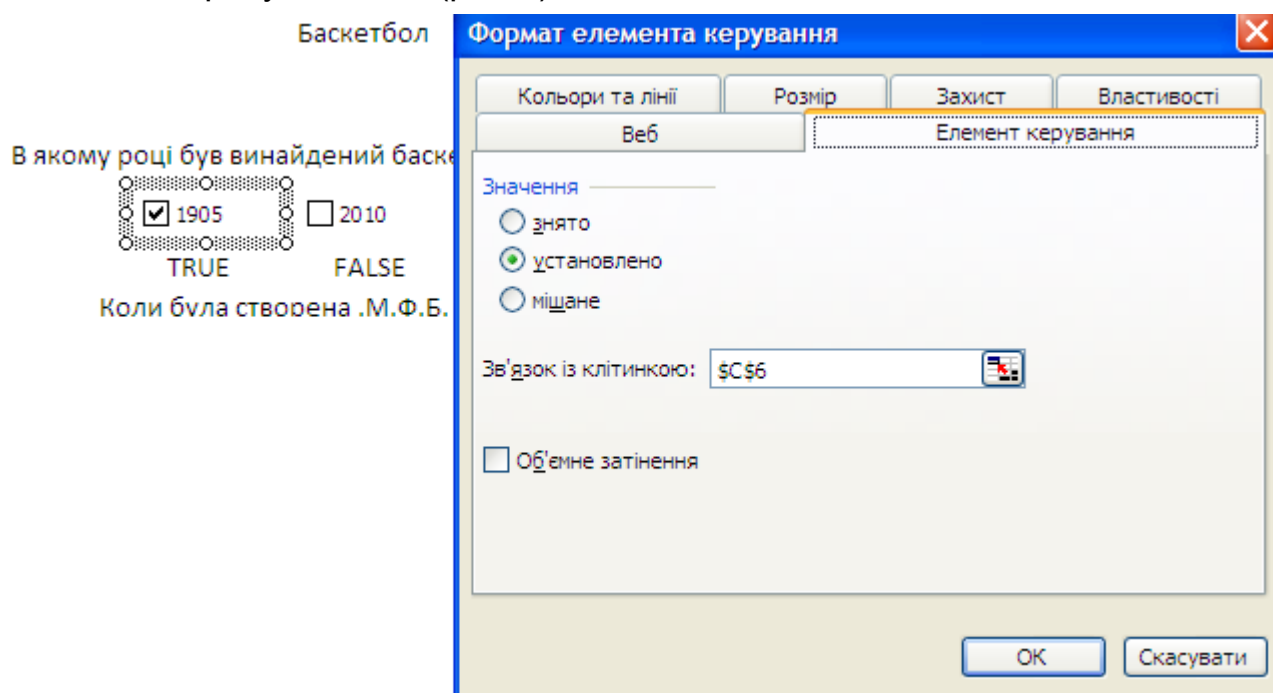 Баскетбол
В якому році був винайдений баске
1905 2010
TRUE FALSE
Коли була створена .М.Ф.Б.
Формат елемента керування
Кольори та лінії Розмір Захист Властивості
Веб Елемент керування
Значення
знято
установлено
мішане
Зв'язок із клітинкою: $C$6
Об'ємне затінення
ОК Скасувати